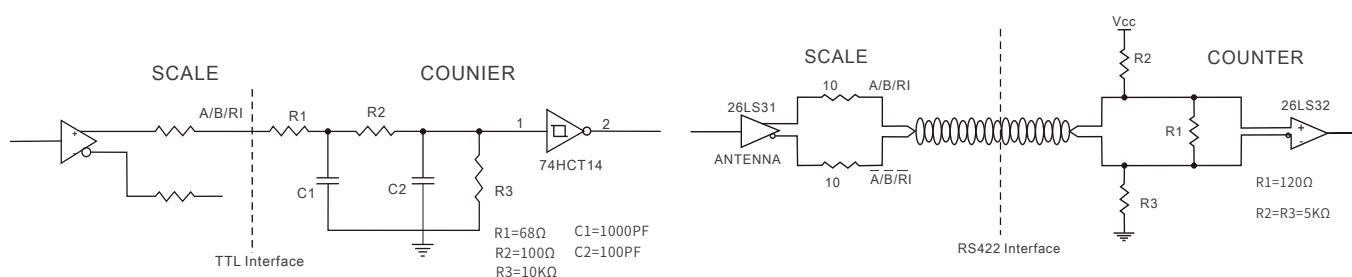 SCALE
COUNIER
A/B/RI
R1
R2
1
2
74HCT14
C1
C2
R3
R1=68Ω C1=1000PF
R2=100Ω C2=100PF
R3=10KΩ
TTL Interface
Vcc
R2
SCALE
COUNTER
10
A/B/RI
26LS31
26LS32
R1
ANTENNA
10
A̅/B̅/R̅I̅
R3
R1=120Ω
R2=R3=5KΩ
RS422 Interface